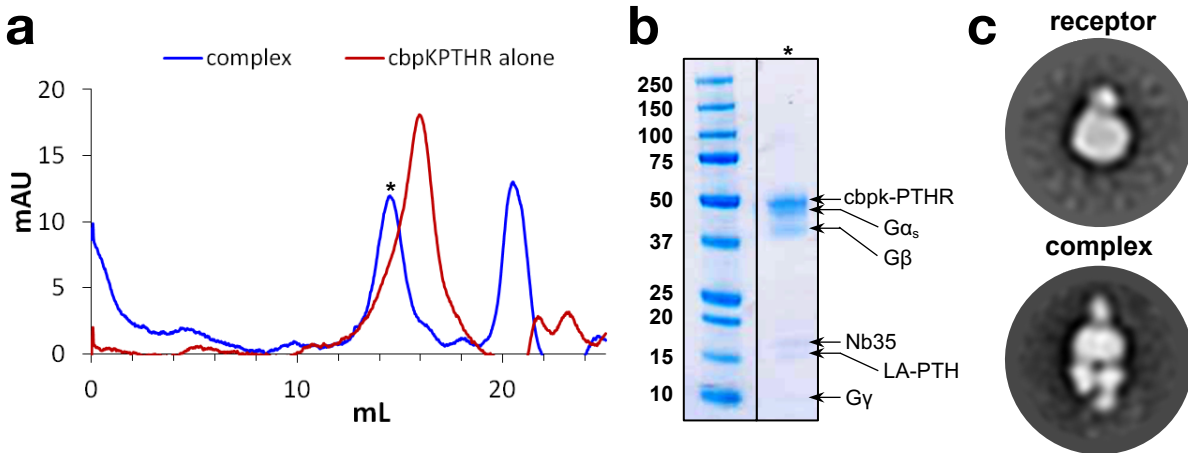 a
complex
cbpKPTHR alone
20
15
10
5
0
mAU
*
0
10
20
mL
b
*
250
150
100
75
50
37
25
20
15
10
cbpk-PTHR
Gαs
Gβ
Nb35
LA-PTH
Gγ
c
receptor
complex